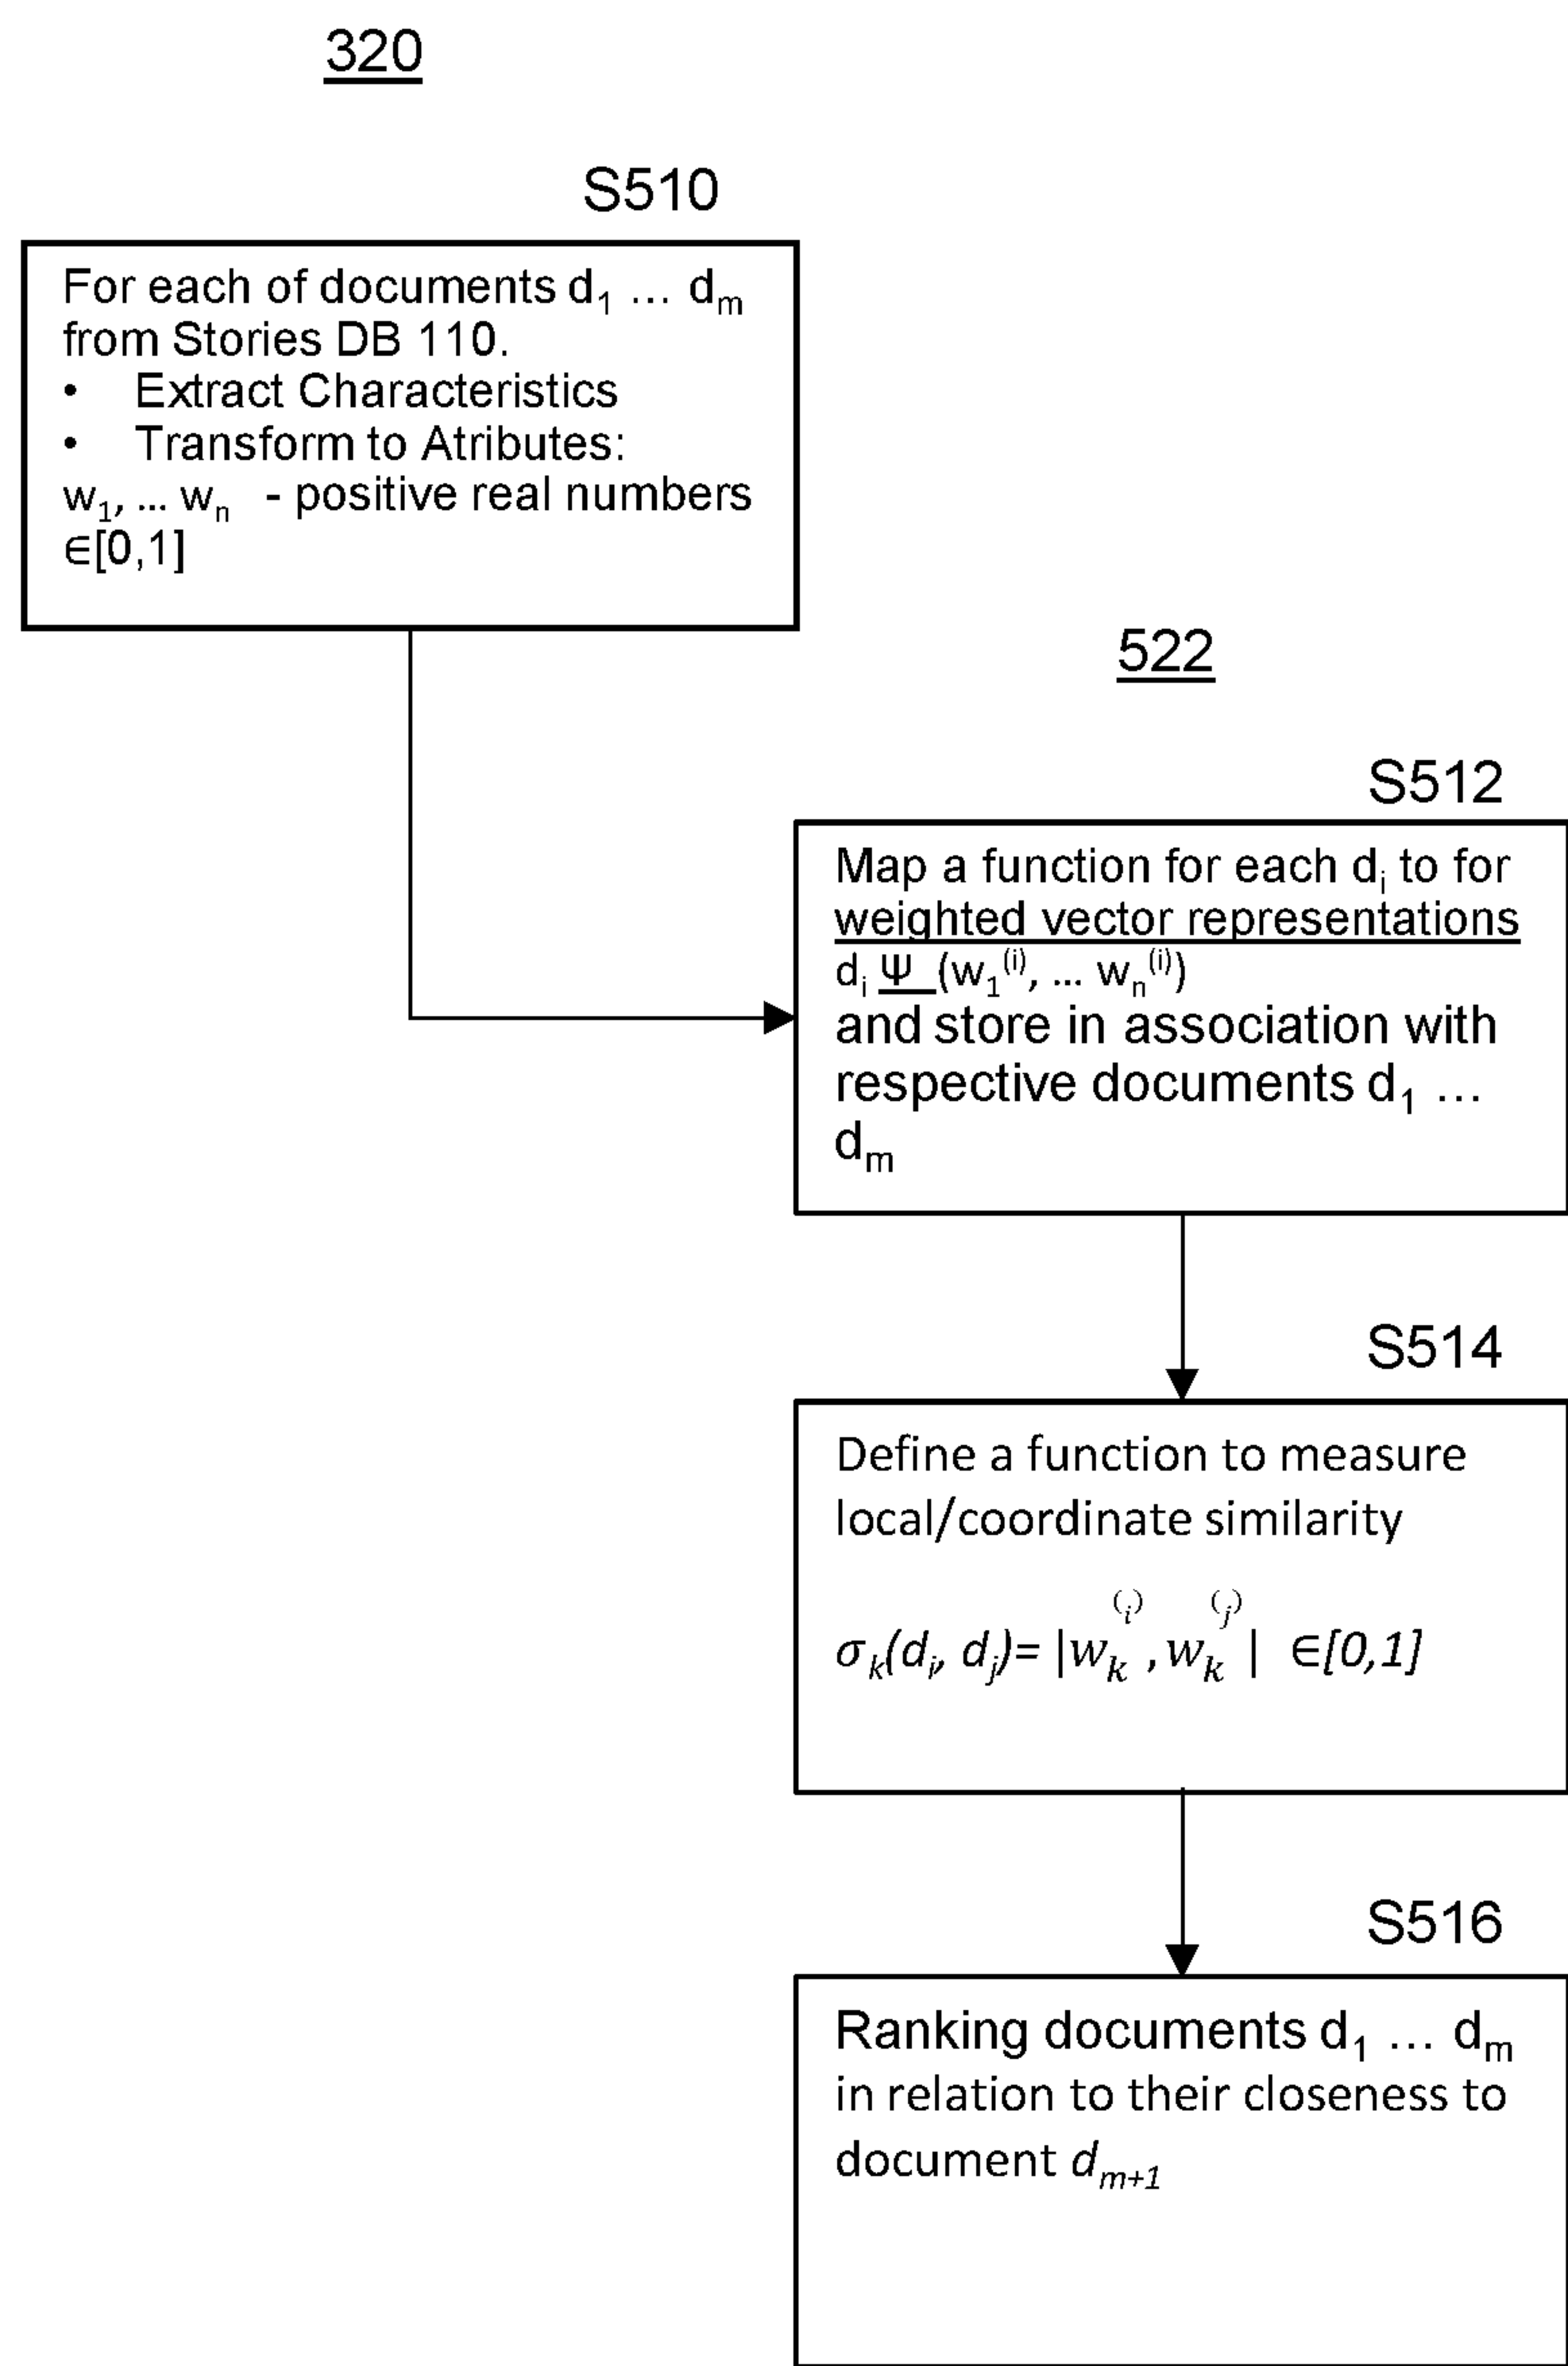 320
S510
For each of documents d₁ … dₘ
from Stories DB 110.
• Extract Characteristics
• Transform to Atributes:
w₁, … wₙ - positive real numbers
∈[0,1]
522
S512
Map a function for each dᵢ to for
weighted vector representations
dᵢ Ψ (w₁⁽ⁱ⁾, … wₙ⁽ⁱ⁾)
and store in association with
respective documents d₁ …
dₘ
S514
Define a function to measure
local/coordinate similarity
σₖ(dᵢ, dⱼ)= |wₖ⁽ⁱ⁾, wₖ⁽ʲ⁾| ∈[0,1]
S516
Ranking documents d₁ … dₘ
in relation to their closeness to
document dₘ₊₁